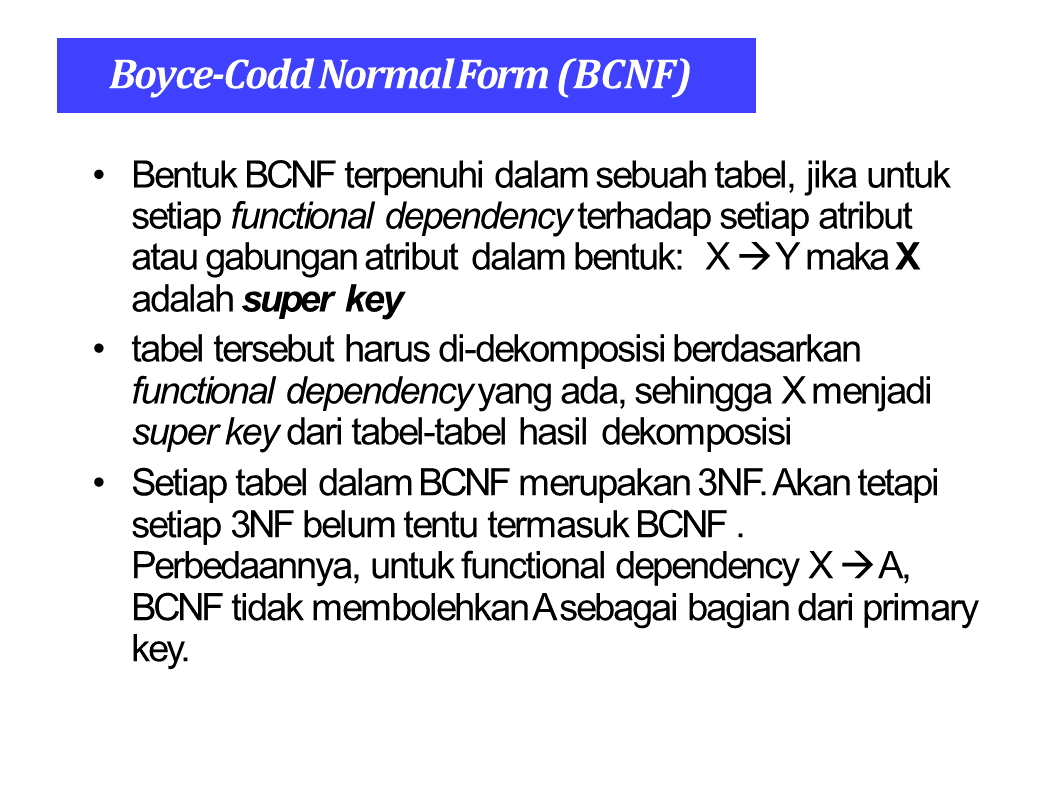 Boyce-Codd Normal Form (BCNF)
• Bentuk BCNF terpenuhi dalam sebuah tabel, jika untuk
setiap functional dependency terhadap setiap atribut
atau gabungan atribut dalam bentuk: X → Y maka X
adalah super key
• tabel tersebut harus di-dekomposisi berdasarkan
functional dependency yang ada, sehingga X menjadi
super key dari tabel-tabel hasil dekomposisi
• Setiap tabel dalam BCNF merupakan 3NF. Akan tetapi
setiap 3NF belum tentu termasuk BCNF .
Perbedaannya, untuk functional dependency X → A,
BCNF tidak membolehkan A sebagai bagian dari primary
key.